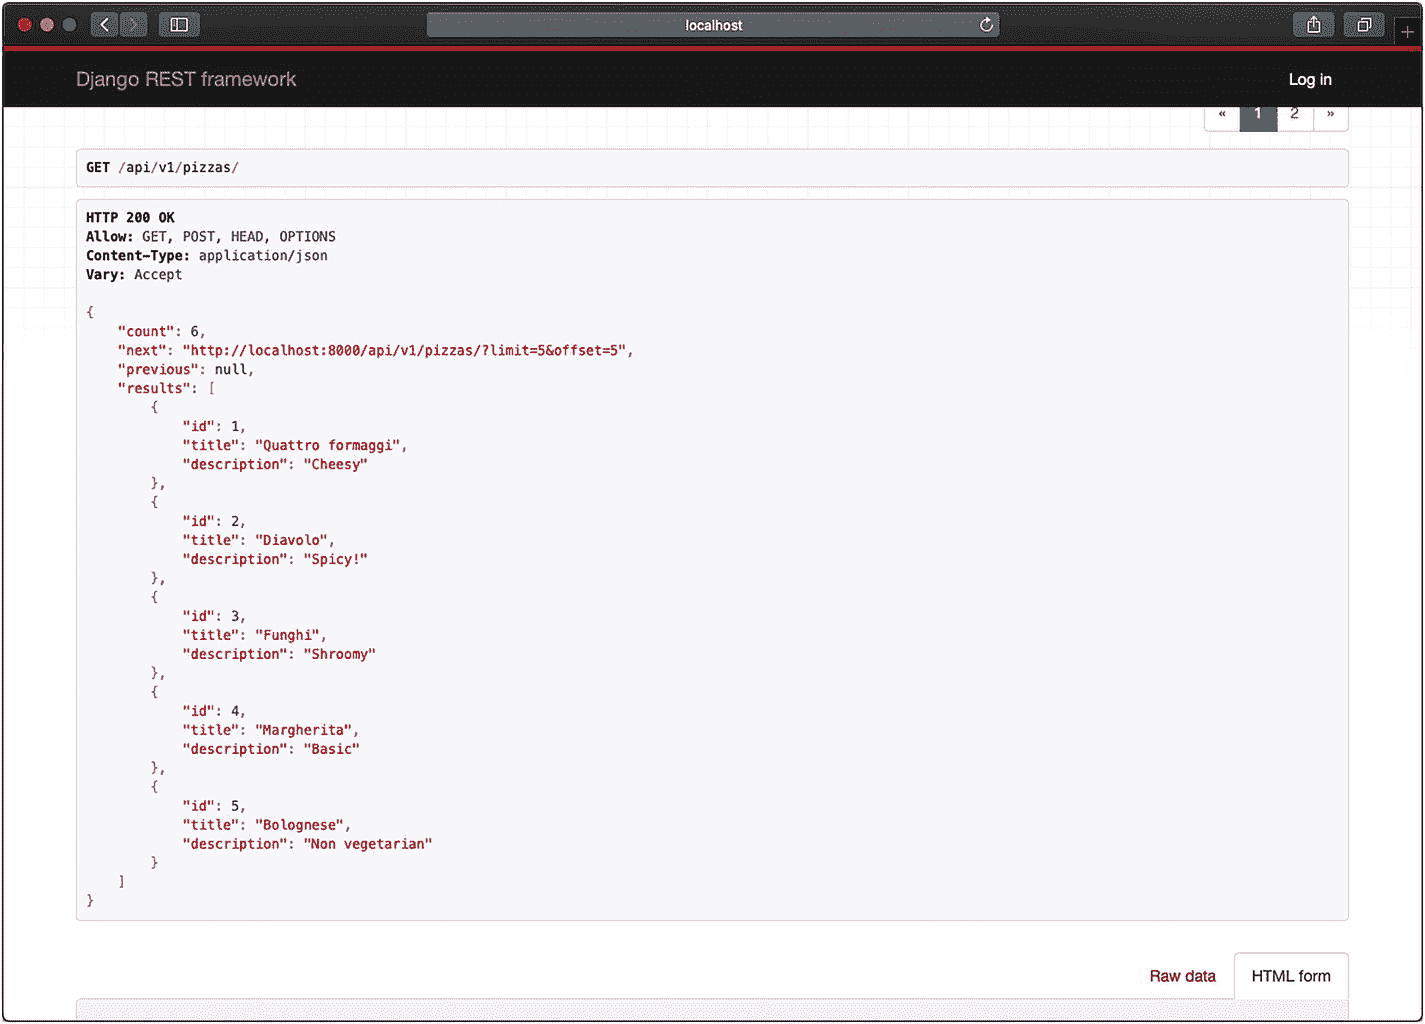 localhost
Django REST framework Log in
« 1 2 »
GET /api/v1/pizzas/
HTTP 200 OK
Allow: GET, POST, HEAD, OPTIONS
Content-Type: application/json
Vary: Accept
{
"count": 6,
"next": "http://localhost:8000/api/v1/pizzas/?limit=5&offset=5",
"previous": null,
"results": [
{
"id": 1,
"title": "Quattro formaggi",
"description": "Cheesy"
},
{
"id": 2,
"title": "Diavolo",
"description": "Spicy!"
},
{
"id": 3,
"title": "Funghi",
"description": "Shroomy"
},
{
"id": 4,
"title": "Margherita",
"description": "Basic"
},
{
"id": 5,
"title": "Bolognese",
"description": "Non vegetarian"
}
]
}
Raw data HTML form